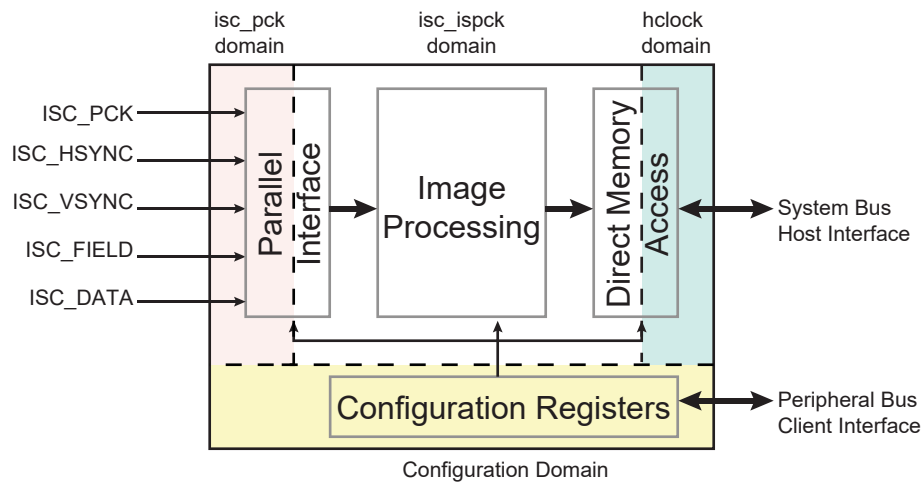 isc_pck
domain
isc_ispck
domain
hclock
domain
ISC_PCK
ISC_HSYNC
ISC_VSYNC
ISC_FIELD
ISC_DATA
Parallel
Interface
Image
Processing
Direct Memory
Access
System Bus
Host Interface
Configuration Registers
Peripheral Bus
Client Interface
Configuration Domain